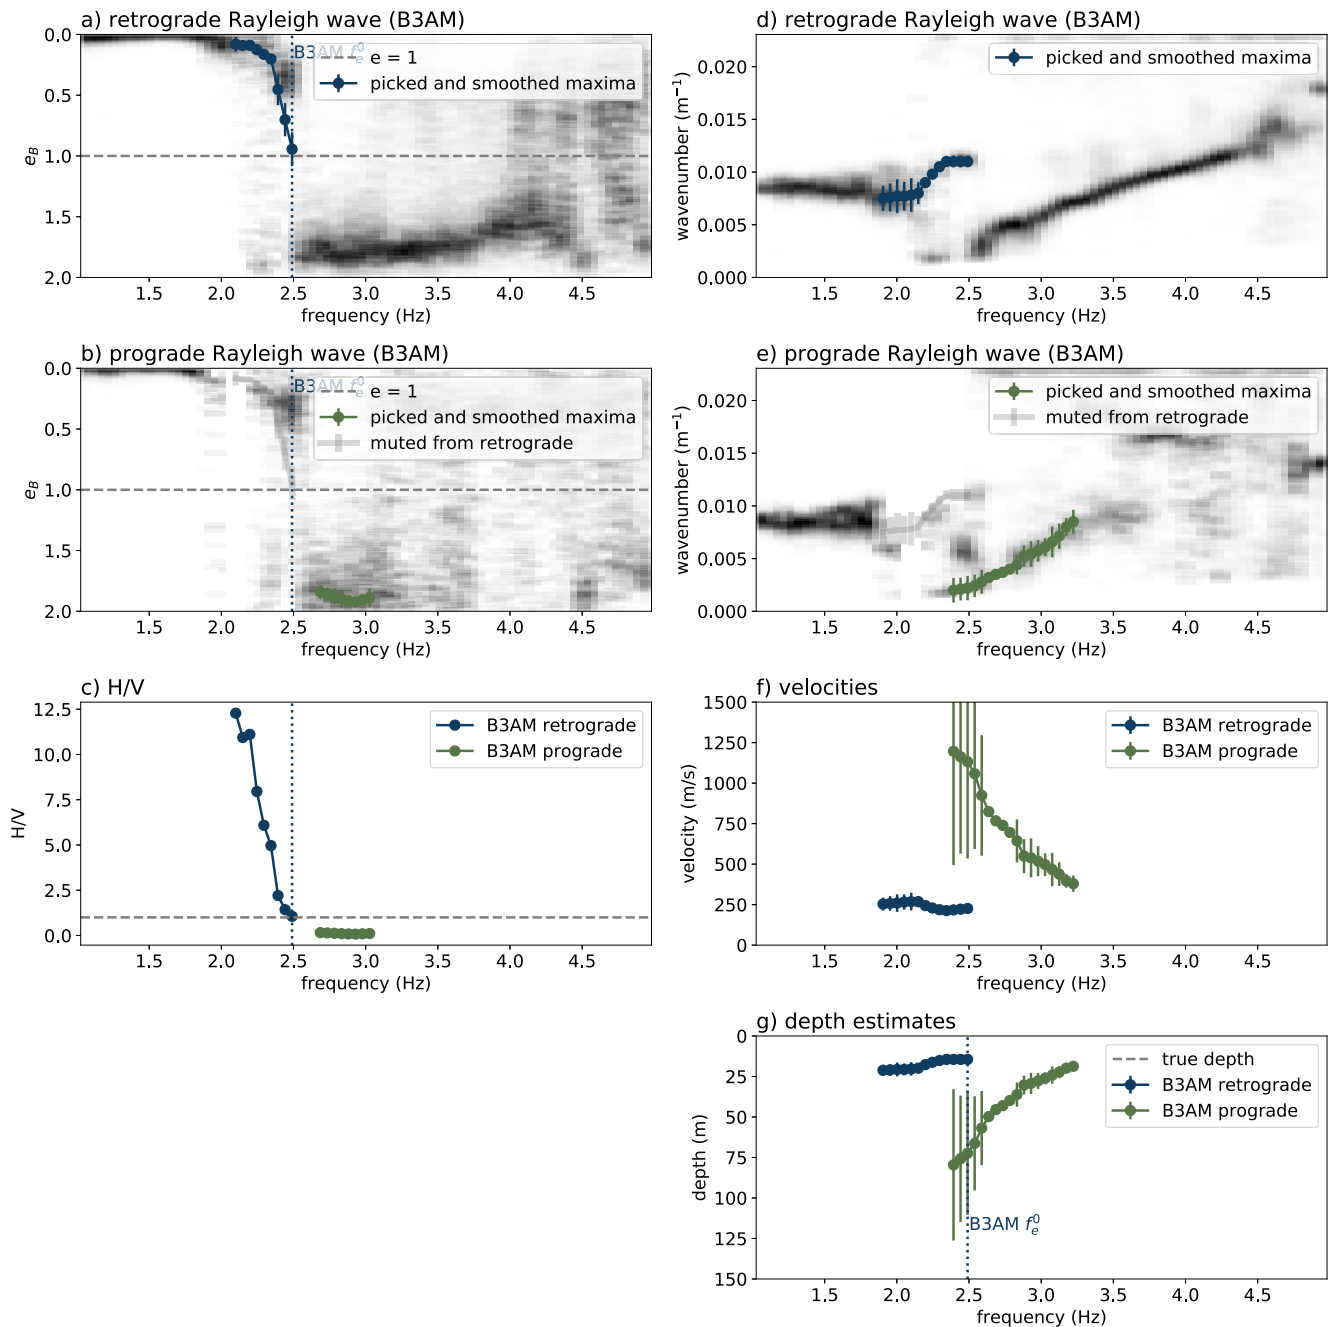 a) retrograde Rayleigh wave (B3AM)
0.0
0.5
1.0
1.5
2.0
e_B
B3AM f_e^0
e = 1
picked and smoothed maxima
1.5 2.0 2.5 3.0 3.5 4.0 4.5
frequency (Hz)
d) retrograde Rayleigh wave (B3AM)
0.020
0.015
0.010
0.005
0.000
wavenumber (m⁻¹)
picked and smoothed maxima
1.5 2.0 2.5 3.0 3.5 4.0 4.5
frequency (Hz)
b) prograde Rayleigh wave (B3AM)
0.0
0.5
1.0
1.5
2.0
e_B
B3AM f_e^0
e = 1
picked and smoothed maxima
muted from retrograde
1.5 2.0 2.5 3.0 3.5 4.0 4.5
frequency (Hz)
e) prograde Rayleigh wave (B3AM)
0.020
0.015
0.010
0.005
0.000
wavenumber (m⁻¹)
picked and smoothed maxima
muted from retrograde
1.5 2.0 2.5 3.0 3.5 4.0 4.5
frequency (Hz)
c) H/V
12.5
10.0
7.5
5.0
2.5
0.0
H/V
B3AM retrograde
B3AM prograde
1.5 2.0 2.5 3.0 3.5 4.0 4.5
frequency (Hz)
f) velocities
1500
1250
1000
750
500
250
0
velocity (m/s)
B3AM retrograde
B3AM prograde
1.5 2.0 2.5 3.0 3.5 4.0 4.5
frequency (Hz)
g) depth estimates
0
25
50
75
100
125
150
depth (m)
true depth
B3AM retrograde
B3AM prograde
B3AM f_e^0
1.5 2.0 2.5 3.0 3.5 4.0 4.5
frequency (Hz)